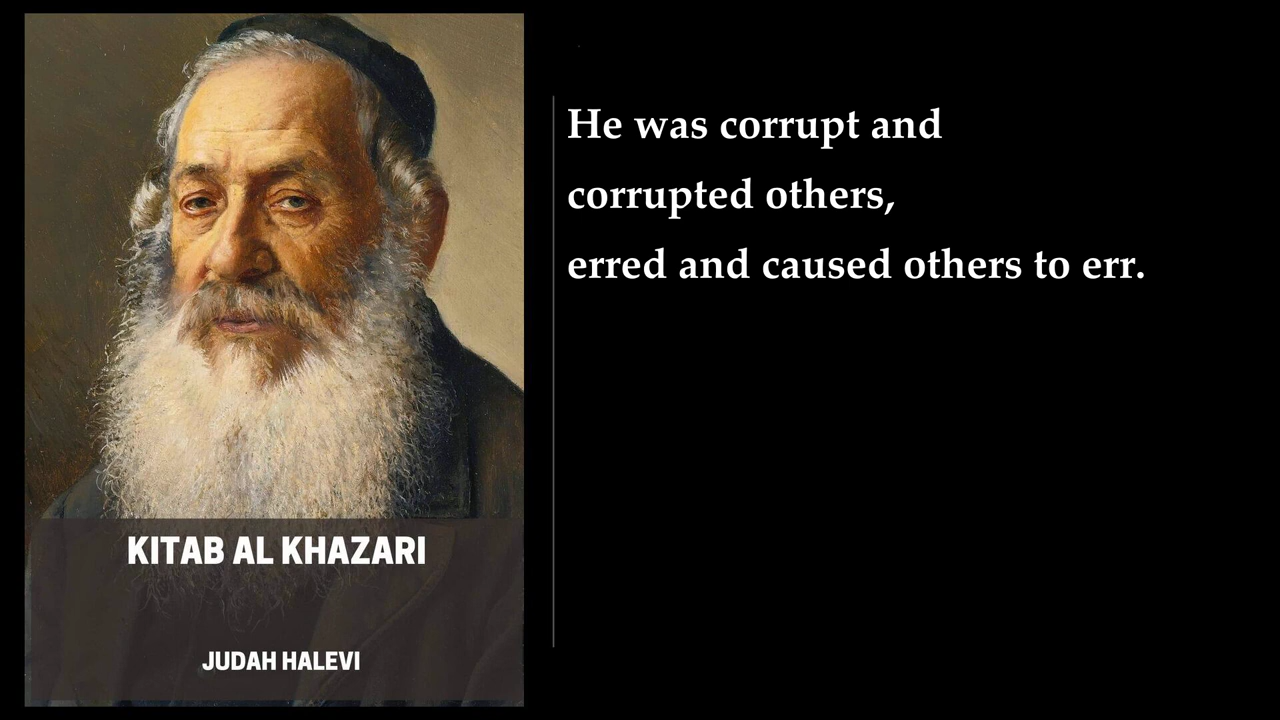 He was corrupt and
corrupted others,
erred and caused others to err.
KITAB AL KHAZARI
JUDAH HALEVI